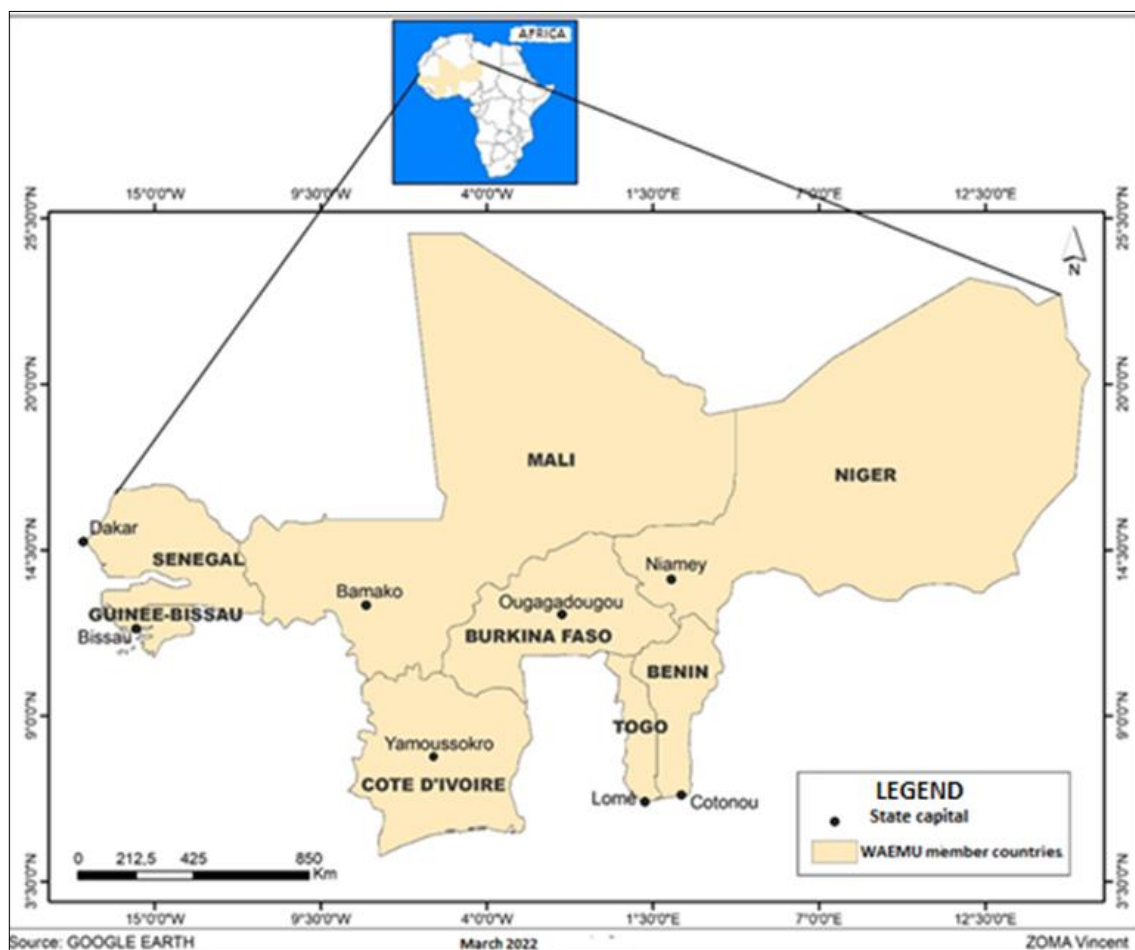 AFRICA
15°0'0"W 9°30'0"W 4°0'0"W 1°30'0"E 7°0'0"E 12°30'0"E
25°30'0"N 25°30'0"N
N
20°0'0"N 20°0'0"N
MALI
NIGER
Dakar
14°30'0"N 14°30'0"N
SENEGAL
Niamey
Bamako
Ougagadougou
GUINEE-BISSAU
Bissau
BURKINA FASO
BENIN
9°0'0"N 9°0'0"N
TOGO
Yamoussokro
COTE D'IVOIRE
Lomé Cotonou
LEGEND
State capital
WAEMU member countries
0 212,5 425 850
Km
3°30'0"N 3°30'0"N
15°0'0"W 9°30'0"W 4°0'0"W 1°30'0"E 7°0'0"E 12°30'0"E
Source: GOOGLE EARTH March 2022 ZOMA Vincent